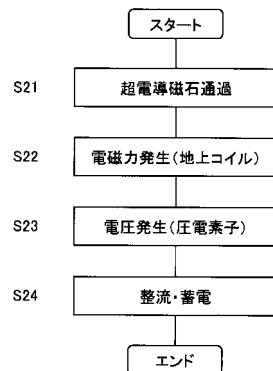 スタート
S21 超電導磁石通過
S22 電磁力発生(地上コイル)
S23 電圧発生(圧電素子)
S24 整流・蓄電
エンド